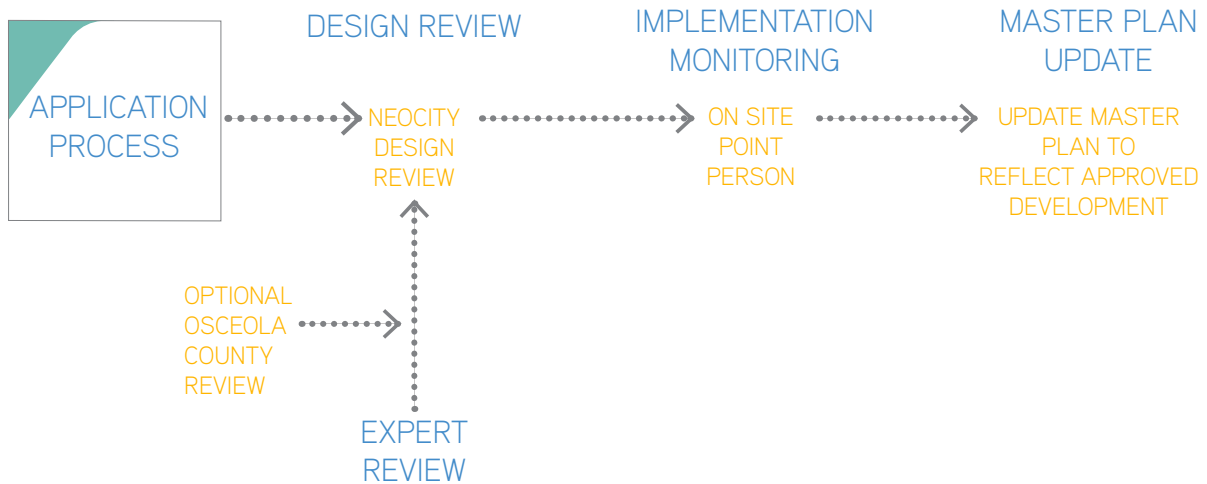 APPLICATION
PROCESS
DESIGN REVIEW
NEOCITY
DESIGN
REVIEW
OPTIONAL
OSCEOLA
COUNTY
REVIEW
EXPERT
REVIEW
IMPLEMENTATION
MONITORING
ON SITE
POINT
PERSON
MASTER PLAN
UPDATE
UPDATE MASTER
PLAN TO
REFLECT APPROVED
DEVELOPMENT